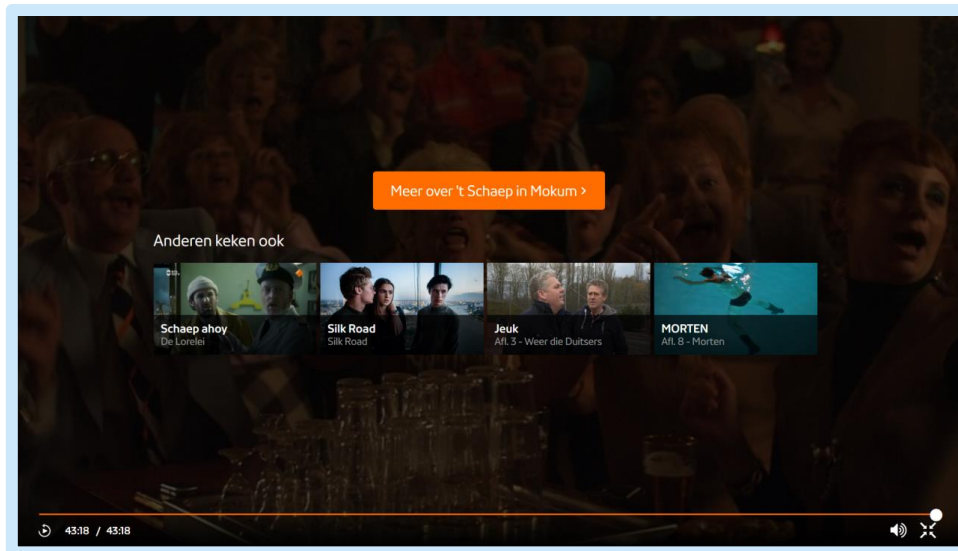 Meer over 't Schaep in Mokum >
Anderen keken ook
Schaep ahoy
De Lorelei
Silk Road
Silk Road
Jeuk
Afl. 3 - Weer die Duitsers
MORTEN
Afl. 8 - Morten
43:18 / 43:18